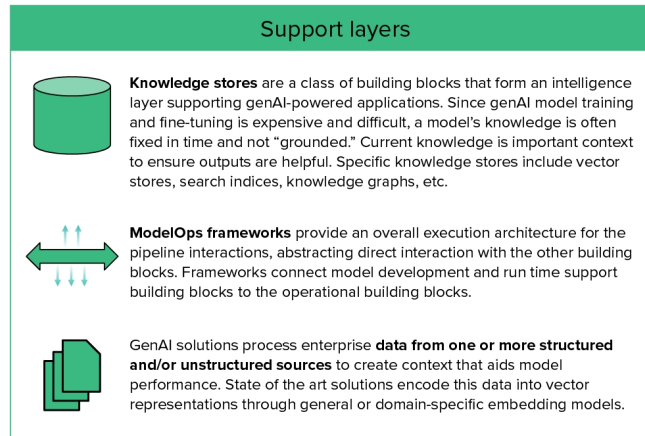 Support layers
Knowledge stores are a class of building blocks that form an intelligence
layer supporting genAI-powered applications. Since genAI model training
and fine-tuning is expensive and difficult, a model’s knowledge is often
fixed in time and not “grounded.” Current knowledge is important context
to ensure outputs are helpful. Specific knowledge stores include vector
stores, search indices, knowledge graphs, etc.
ModelOps frameworks provide an overall execution architecture for the
pipeline interactions, abstracting direct interaction with the other building
blocks. Frameworks connect model development and run time support
building blocks to the operational building blocks.
GenAI solutions process enterprise data from one or more structured
and/or unstructured sources to create context that aids model
performance. State of the art solutions encode this data into vector
representations through general or domain-specific embedding models.